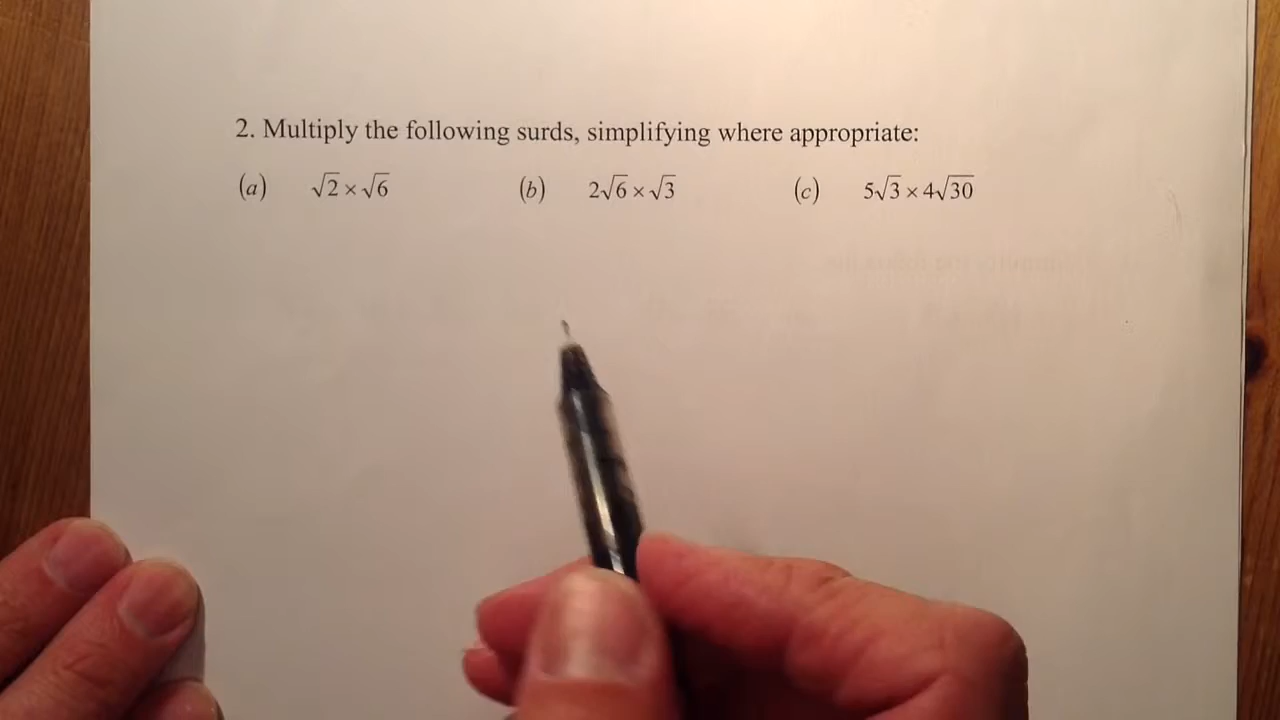 2. Multiply the following surds, simplifying where appropriate:
(a) √2 × √6 (b) 2√6 × √3 (c) 5√3 × 4√30